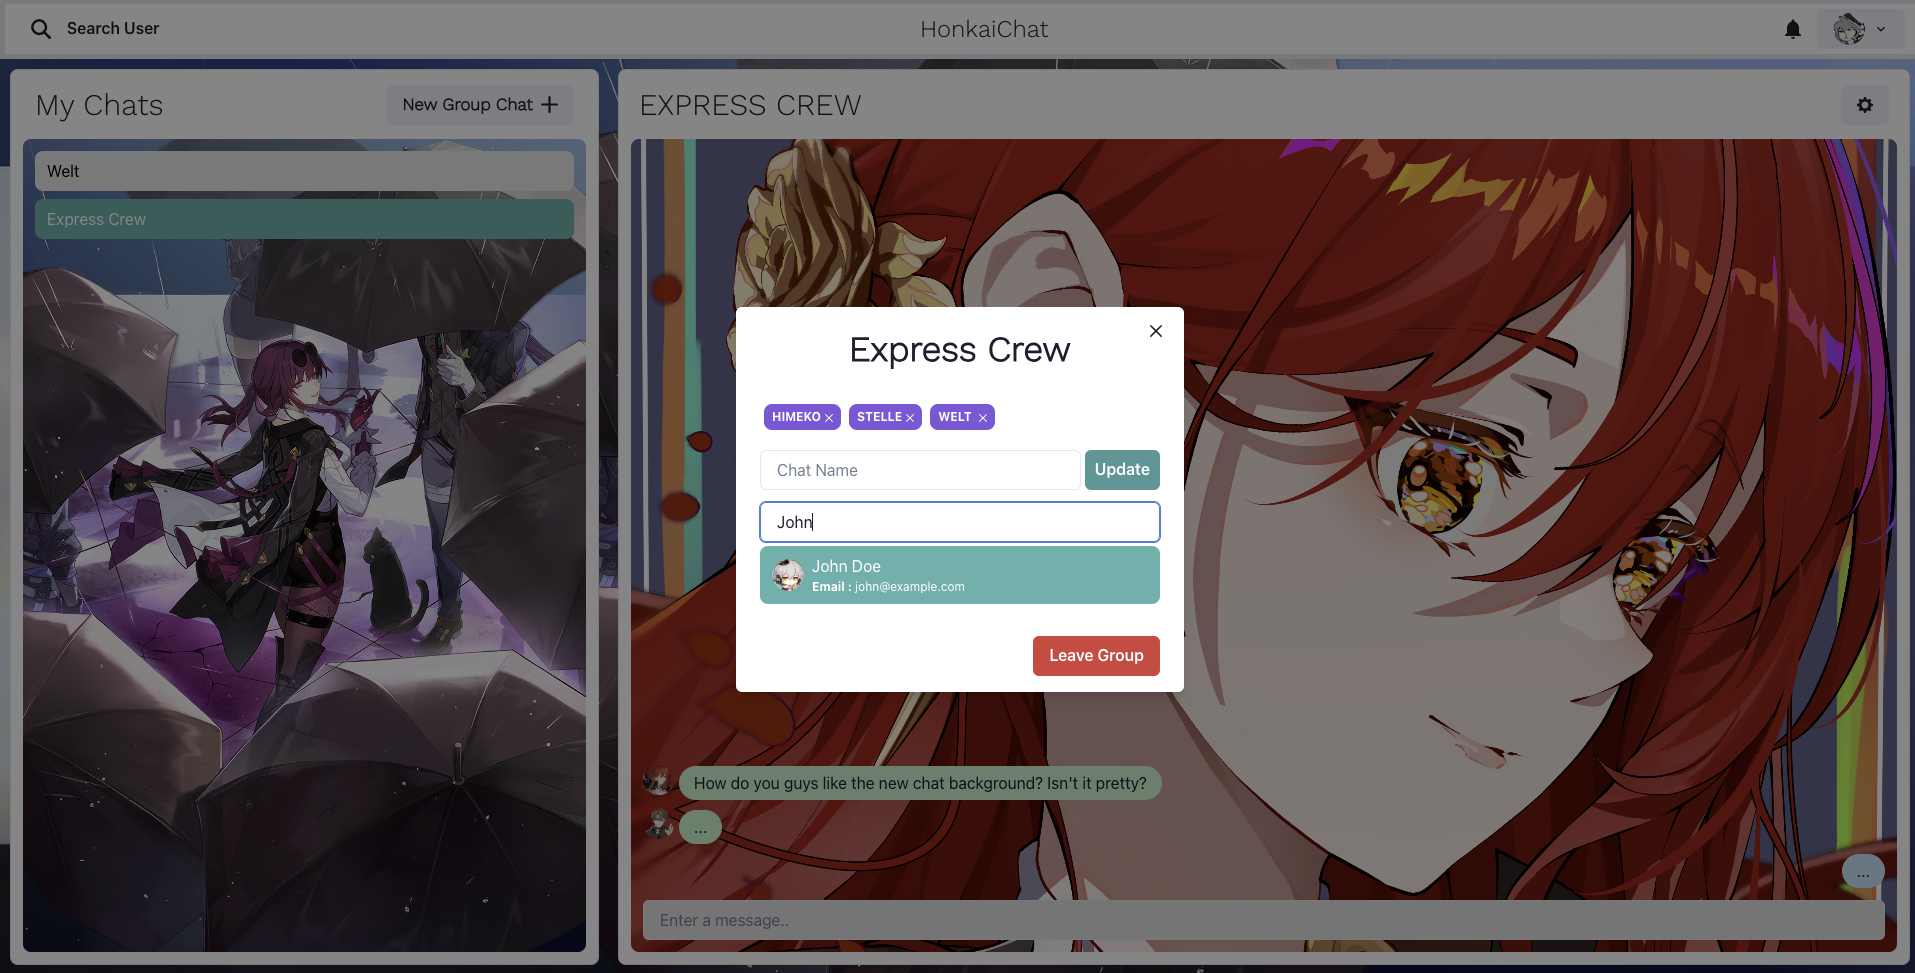 Search User
HonkaiChat
My Chats
New Group Chat
Welt
Express Crew
EXPRESS CREW
Express Crew
HIMEKO STELLE WELT
Chat Name
Update
John
John Doe
Email : john@example.com
Leave Group
How do you guys like the new chat background? Isn't it pretty?
...
...
Enter a message..